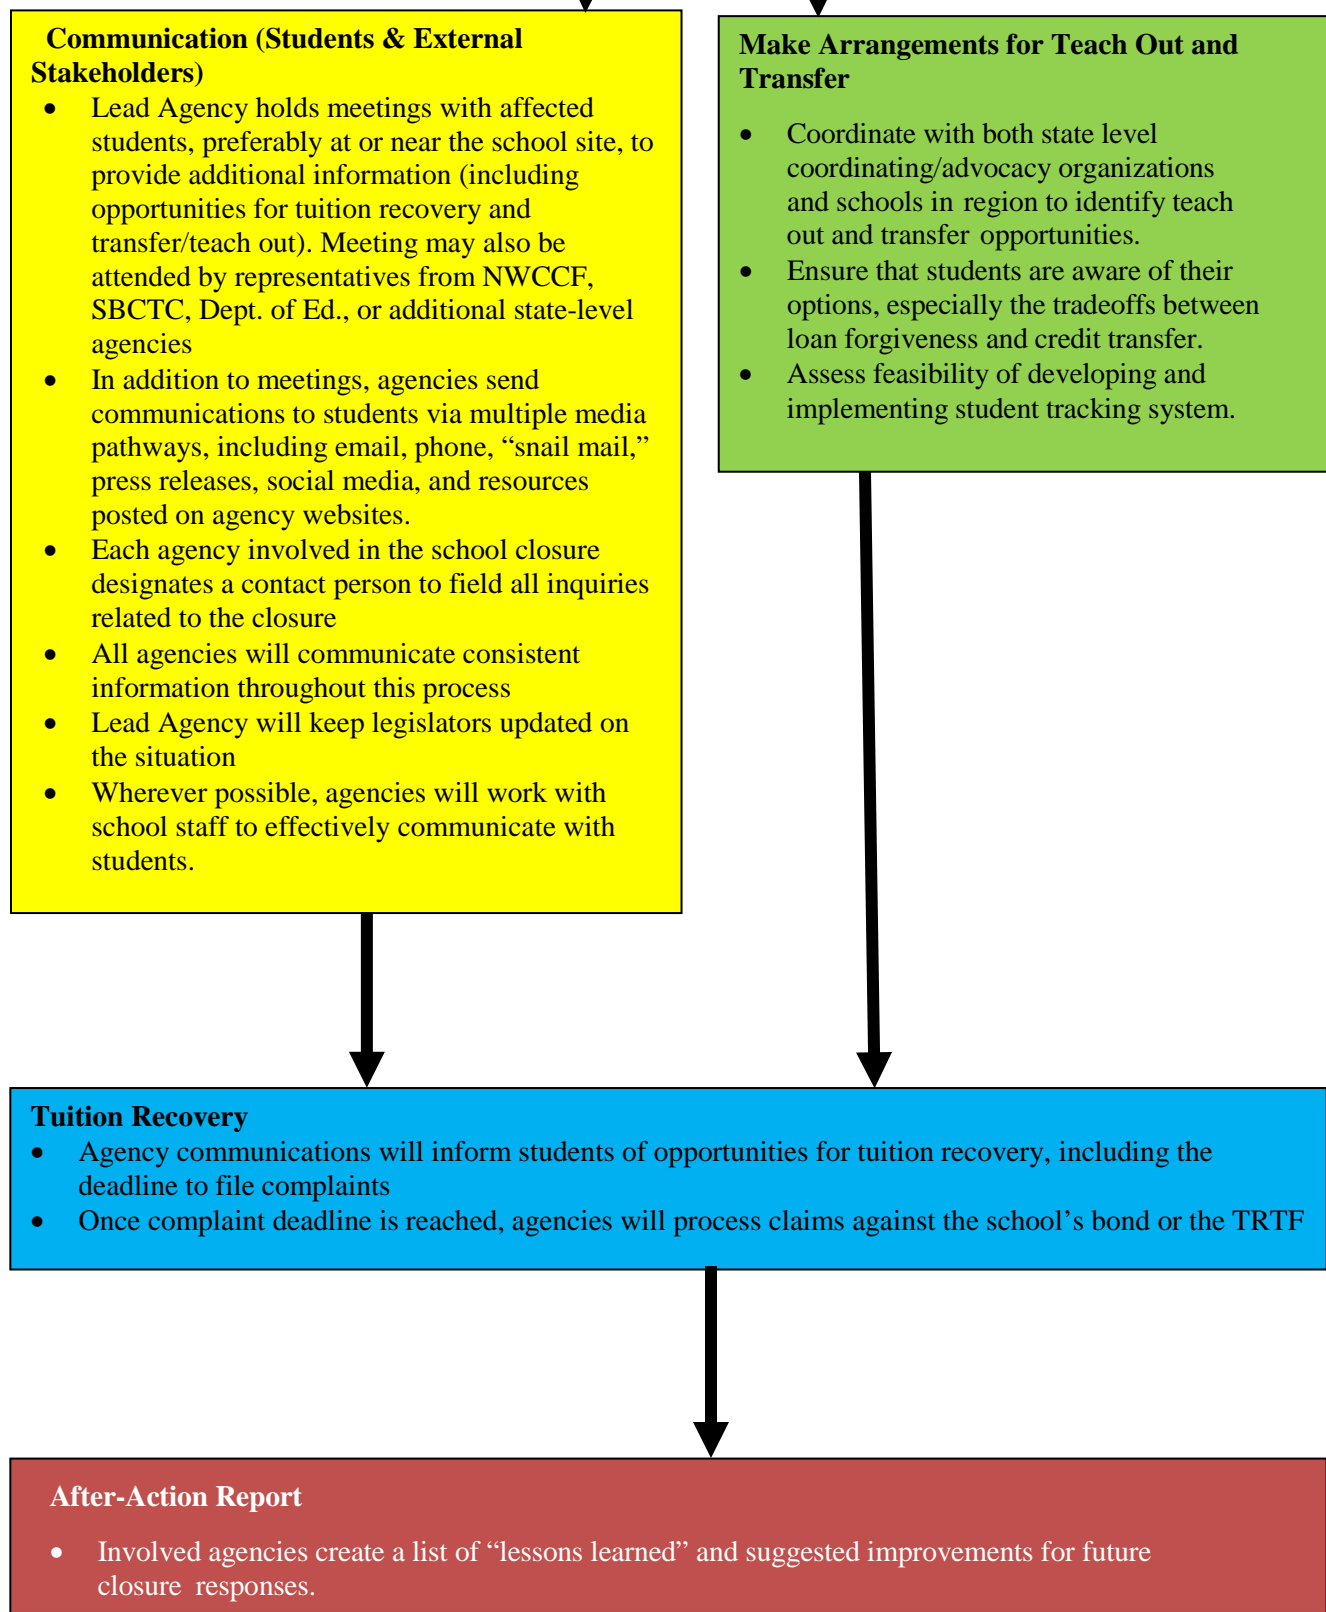 Communication (Students & External
Stakeholders)
• Lead Agency holds meetings with affected
students, preferably at or near the school site, to
provide additional information (including
opportunities for tuition recovery and
transfer/teach out). Meeting may also be
attended by representatives from NWCCF,
SBCTC, Dept. of Ed., or additional state-level
agencies
• In addition to meetings, agencies send
communications to students via multiple media
pathways, including email, phone, “snail mail,”
press releases, social media, and resources
posted on agency websites.
• Each agency involved in the school closure
designates a contact person to field all inquiries
related to the closure
• All agencies will communicate consistent
information throughout this process
• Lead Agency will keep legislators updated on
the situation
• Wherever possible, agencies will work with
school staff to effectively communicate with
students.
Make Arrangements for Teach Out and
Transfer
• Coordinate with both state level
coordinating/advocacy organizations
and schools in region to identify teach
out and transfer opportunities.
• Ensure that students are aware of their
options, especially the tradeoffs between
loan forgiveness and credit transfer.
• Assess feasibility of developing and
implementing student tracking system.
Tuition Recovery
• Agency communications will inform students of opportunities for tuition recovery, including the
deadline to file complaints
• Once complaint deadline is reached, agencies will process claims against the school’s bond or the TRTF
After-Action Report
• Involved agencies create a list of “lessons learned” and suggested improvements for future
closure responses.